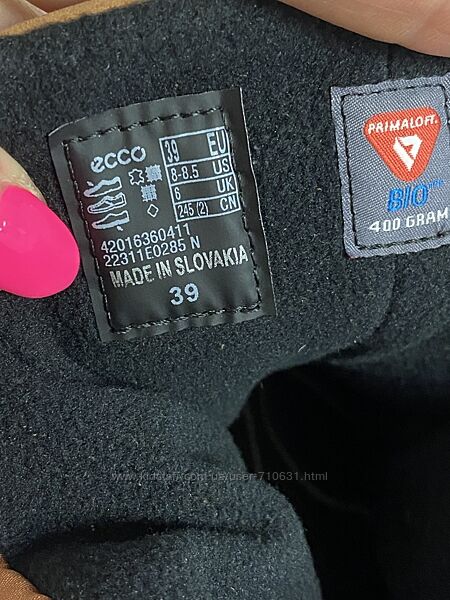 ecco
39 EU
8-8.5 US
6 UK
245 (2) CN
42016360411
22311E0285 N
MADE IN SLOVAKIA
39
PRIMALOFT
BIO
400 GRAM